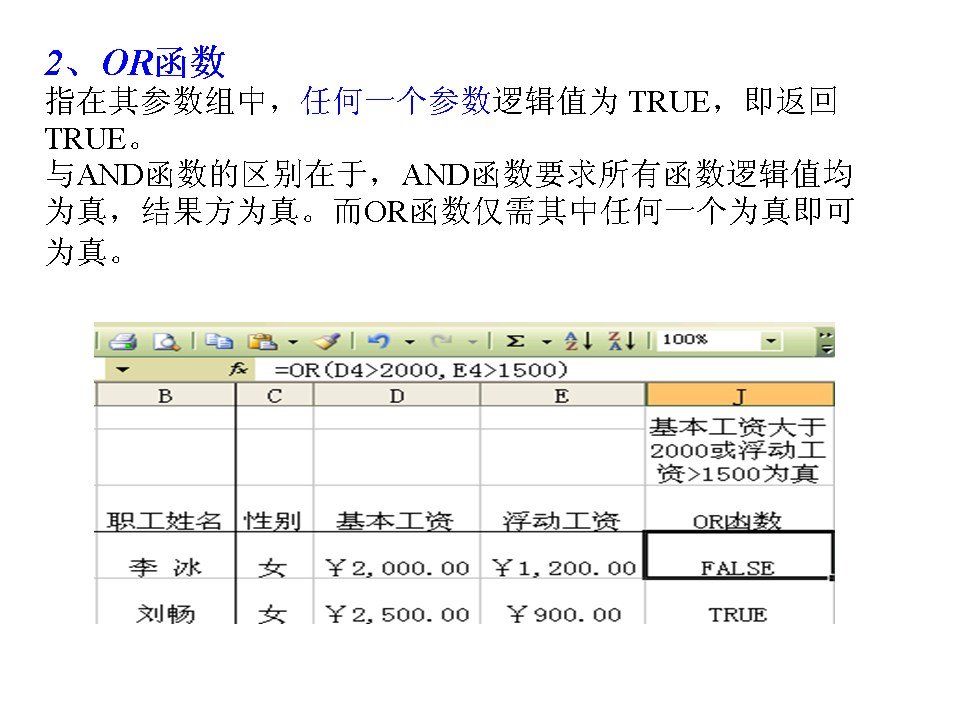 2、OR函数
指在其参数组中，任何一个参数逻辑值为 TRUE，即返回
TRUE。
与AND函数的区别在于，AND函数要求所有函数逻辑值均
为真，结果方为真。而OR函数仅需其中任何一个为真即可
为真。
Σ 100%
fx =OR(D4>2000,E4>1500)
B C D E J
基本工资大于
2000或浮动工
资>1500为真
职工姓名 性别 基本工资 浮动工资 OR函数
李 冰 女 ￥2,000.00 ￥1,200.00 FALSE
刘畅 女 ￥2,500.00 ￥900.00 TRUE